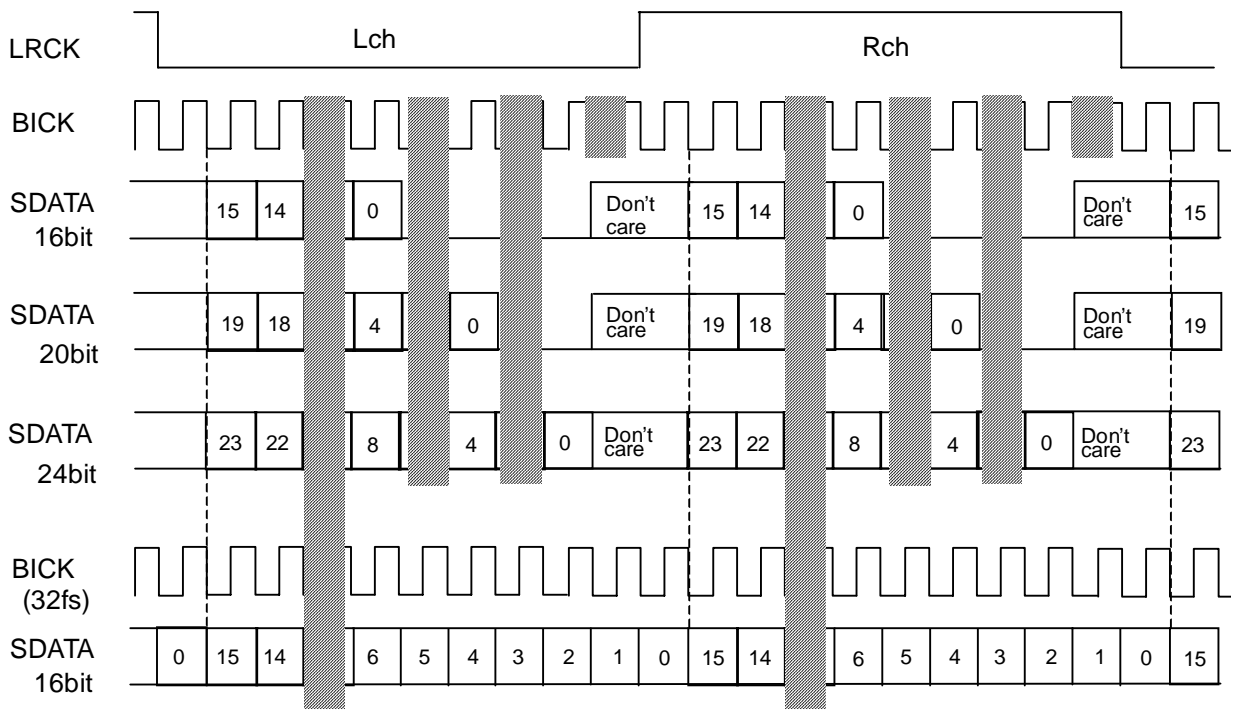 LRCK Lch Rch
BICK
SDATA 16bit
15 14 0 Don't care 15 14 0 Don't care 15
SDATA 20bit
19 18 4 0 Don't care 19 18 4 0 Don't care 19
SDATA 24bit
23 22 8 4 0 Don't care 23 22 8 4 0 Don't care 23
BICK (32fs)
SDATA 16bit
0 15 14 6 5 4 3 2 1 0 15 14 6 5 4 3 2 1 0 15